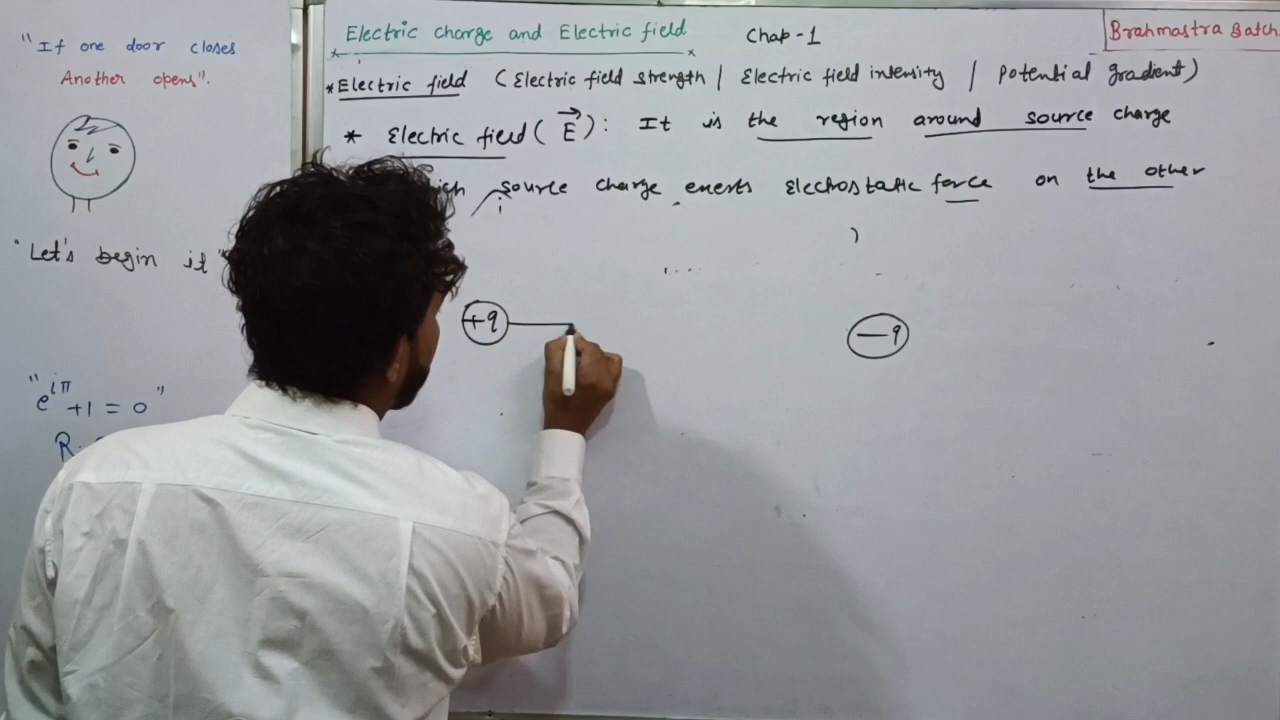 "If one door closes
Another opens".
"Let's begin it"
"e^iπ +1 = 0"
R.
Electric charge and Electric field Chap-1
Brahmastra Batch
*Electric field (Electric field strength | Electric field intensity | Potential gradient)
* Electric field (E→): It is the region around source charge
source charge exerts Electrostatic force on the other
+q
-q